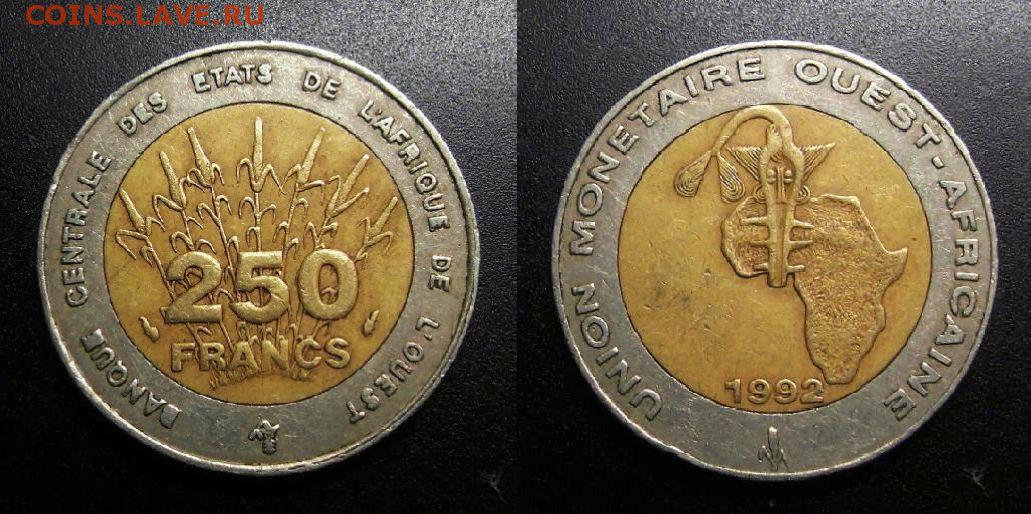 COINS.LAVE.RU
BANQUE CENTRALE DES ETATS DE L'AFRIQUE DE L'OUEST
250
FRANCS
UNION MONETAIRE OUEST-AFRICAINE
1992